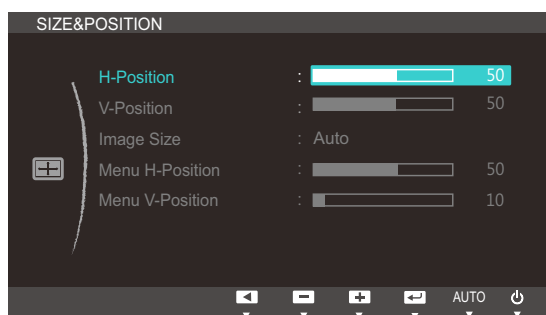 SIZE&POSITION
H-Position : 50
V-Position : 50
Image Size : Auto
Menu H-Position : 50
Menu V-Position : 10
AUTO